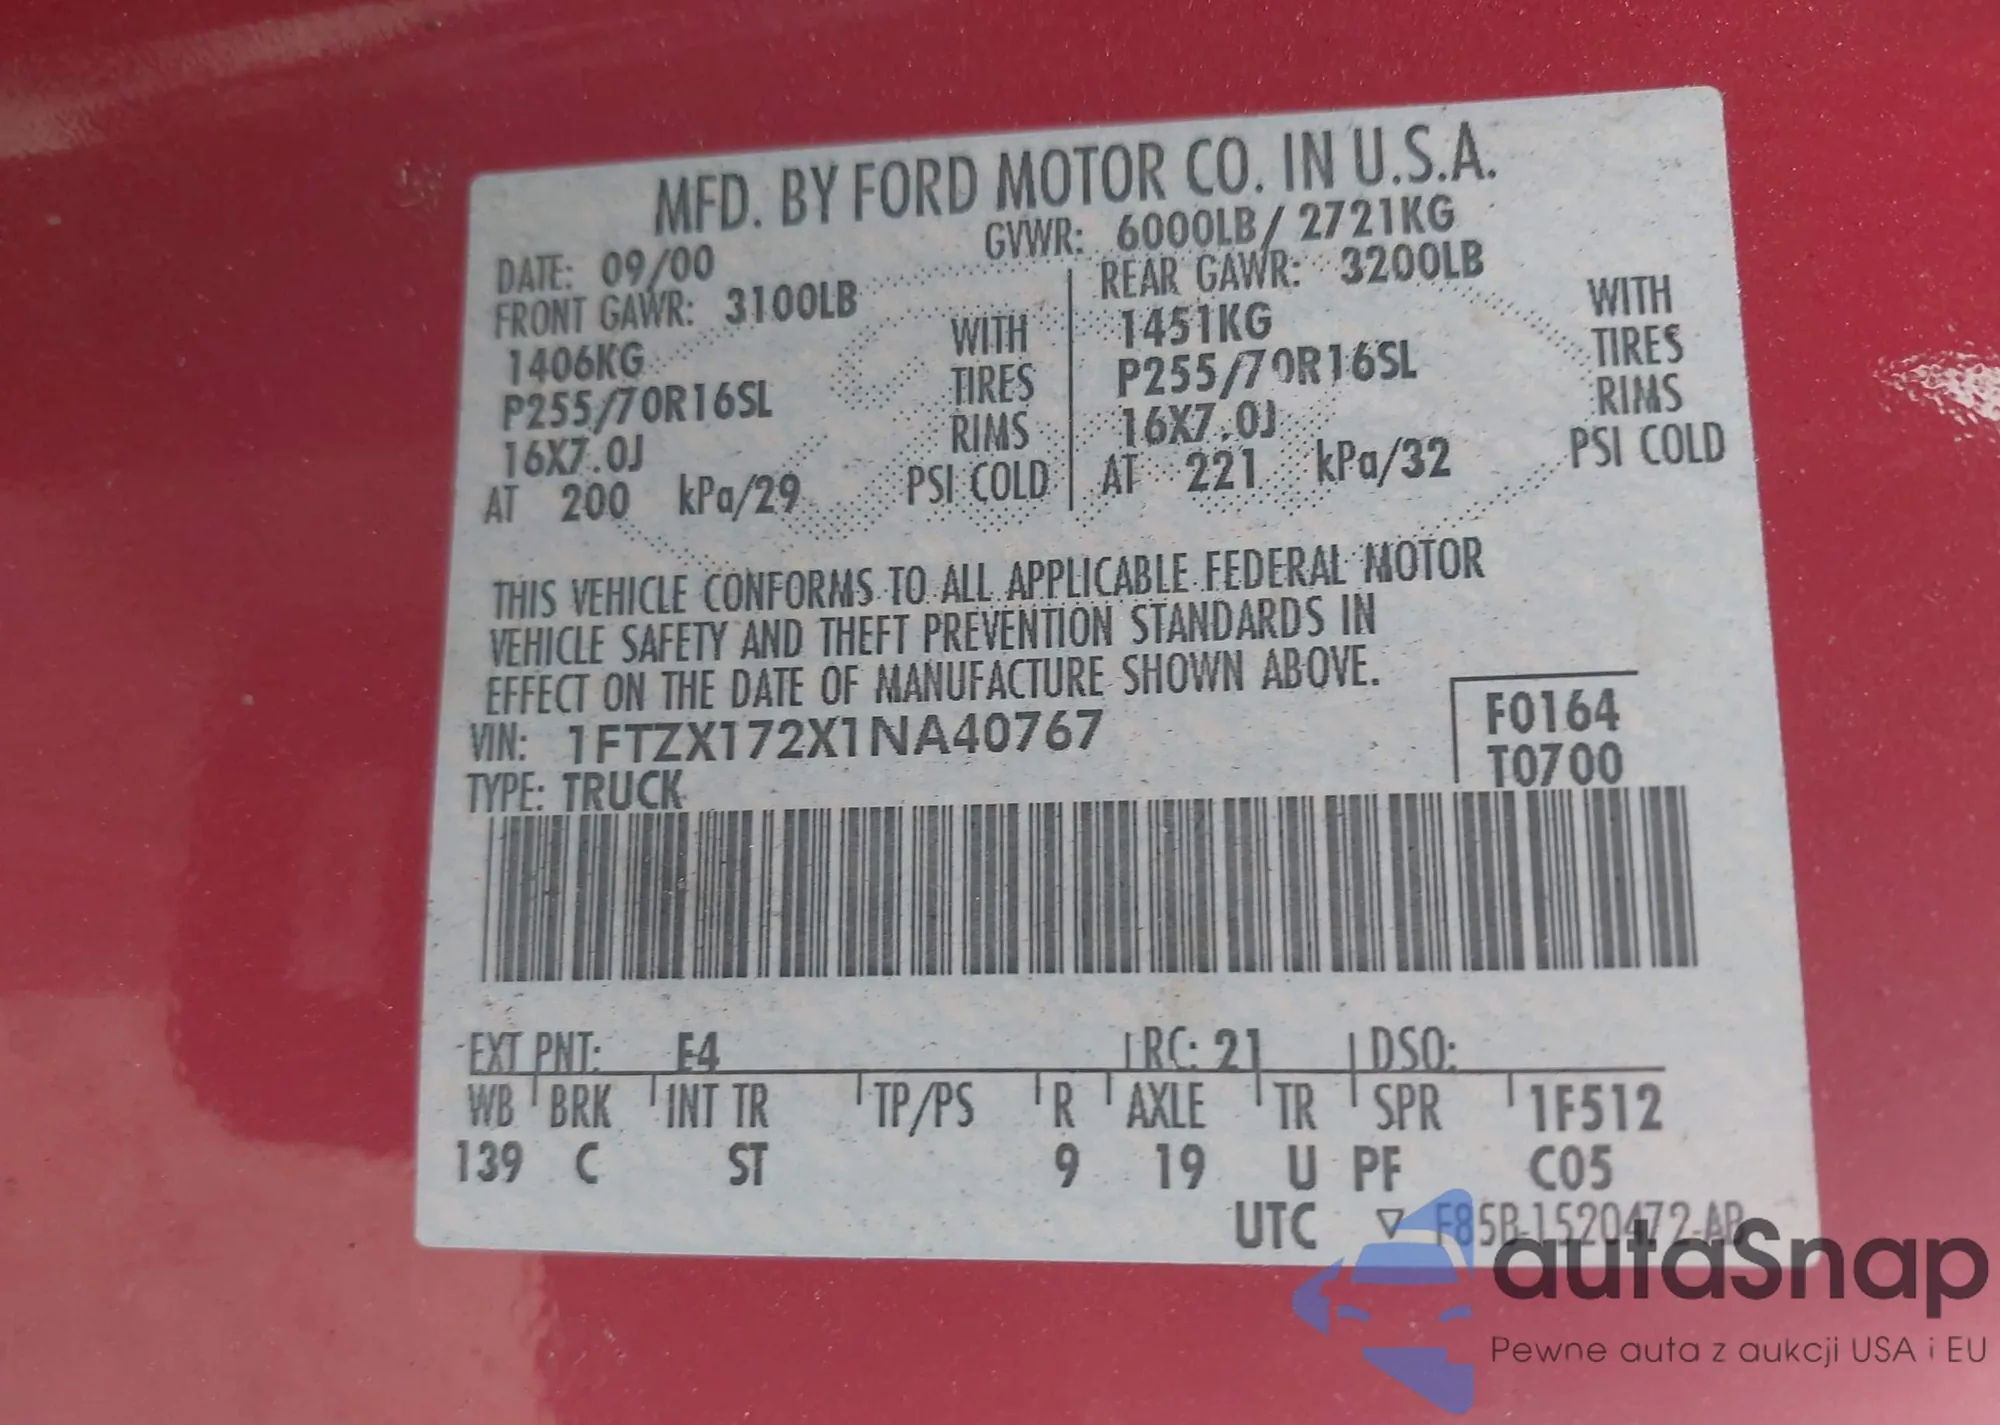 MFD. BY FORD MOTOR CO. IN U.S.A.
DATE: 09/00 GVWR: 6000LB/ 2721KG
FRONT GAWR: 3100LB REAR GAWR: 3200LB
1406KG WITH 1451KG WITH
P255/70R16SL TIRES P255/70R16SL TIRES
16X7.0J RIMS 16X7.0J RIMS
AT 200 kPa/29 PSI COLD AT 221 kPa/32 PSI COLD
THIS VEHICLE CONFORMS TO ALL APPLICABLE FEDERAL MOTOR
VEHICLE SAFETY AND THEFT PREVENTION STANDARDS IN
EFFECT ON THE DATE OF MANUFACTURE SHOWN ABOVE.
VIN: 1FTZX172X1NA40767 F0164
TYPE: TRUCK T0700
EXT PNT: E4 RC: 21 DSO:
WB BRK INT TR TP/PS R AXLE TR SPR 1F512
139 C ST 9 19 U PF C05
UTC ▽ F85B-1520472-AB
autaSnap
Pewne auta z aukcji USA i EU